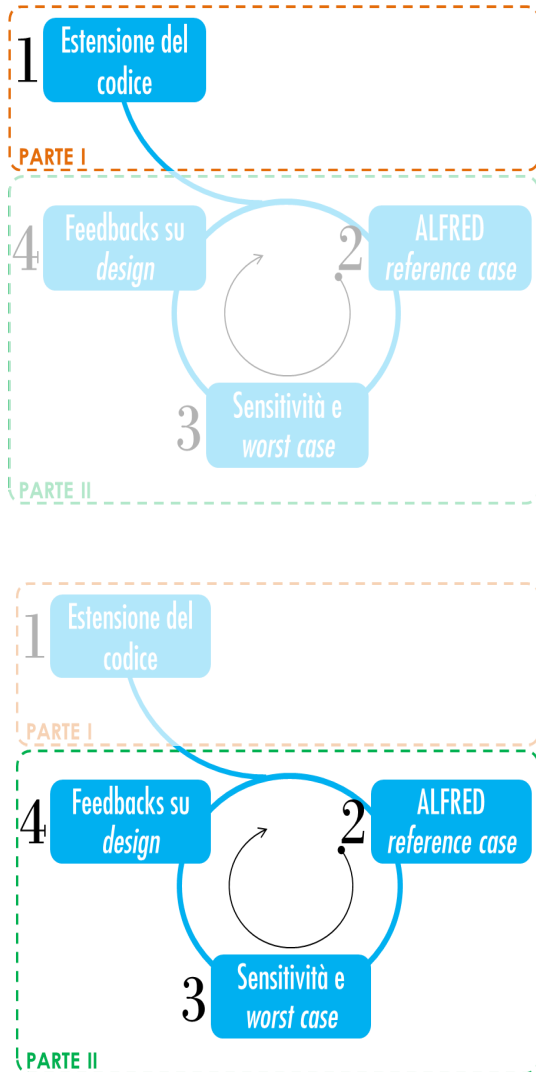 1
Estensione del
codice
PARTE I
4
Feedbacks su
design
2
ALFRED
reference case
3
Sensitività e
worst case
PARTE II
1
Estensione del
codice
PARTE I
4
Feedbacks su
design
2
ALFRED
reference case
3
Sensitività e
worst case
PARTE II